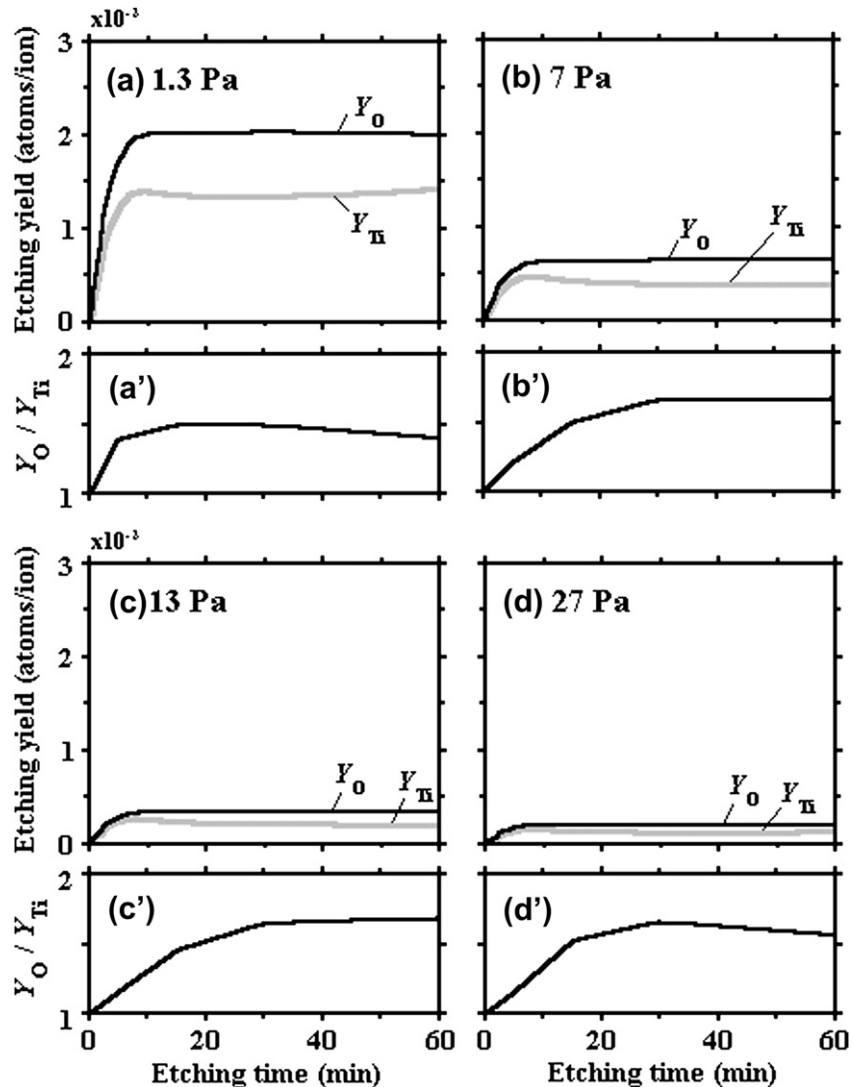 x10⁻³
3
2
1
0
Etching yield (atoms/ion)
(a) 1.3 Pa
Y_O
Y_Ti
(b) 7 Pa
Y_O
Y_Ti
2
1
Y_O / Y_Ti
(a')
(b')
x10⁻³
3
2
1
0
Etching yield (atoms/ion)
(c) 13 Pa
Y_O
Y_Ti
(d) 27 Pa
Y_O
Y_Ti
2
1
Y_O / Y_Ti
(c')
(d')
0 20 40 60 0 20 40 60
Etching time (min) Etching time (min)